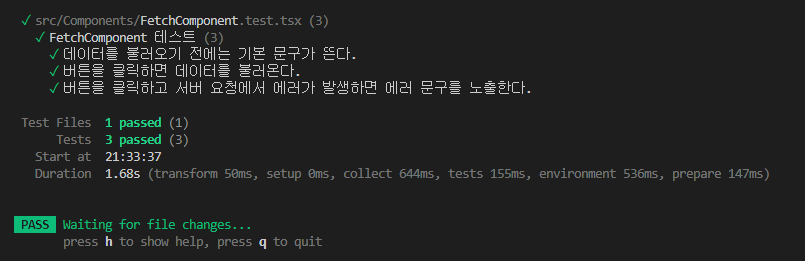 ✓ src/Components/FetchComponent.test.tsx (3)
✓ FetchComponent 테스트 (3)
✓ 데이터를 불러오기 전에는 기본 문구가 뜬다.
✓ 버튼을 클릭하면 데이터를 불러온다.
✓ 버튼을 클릭하고 서버 요청에서 에러가 발생하면 에러 문구를 노출한다.
Test Files 1 passed (1)
Tests 3 passed (3)
Start at 21:33:37
Duration 1.68s (transform 50ms, setup 0ms, collect 644ms, tests 155ms, environment 536ms, prepare 147ms)
PASS Waiting for file changes...
press h to show help, press q to quit